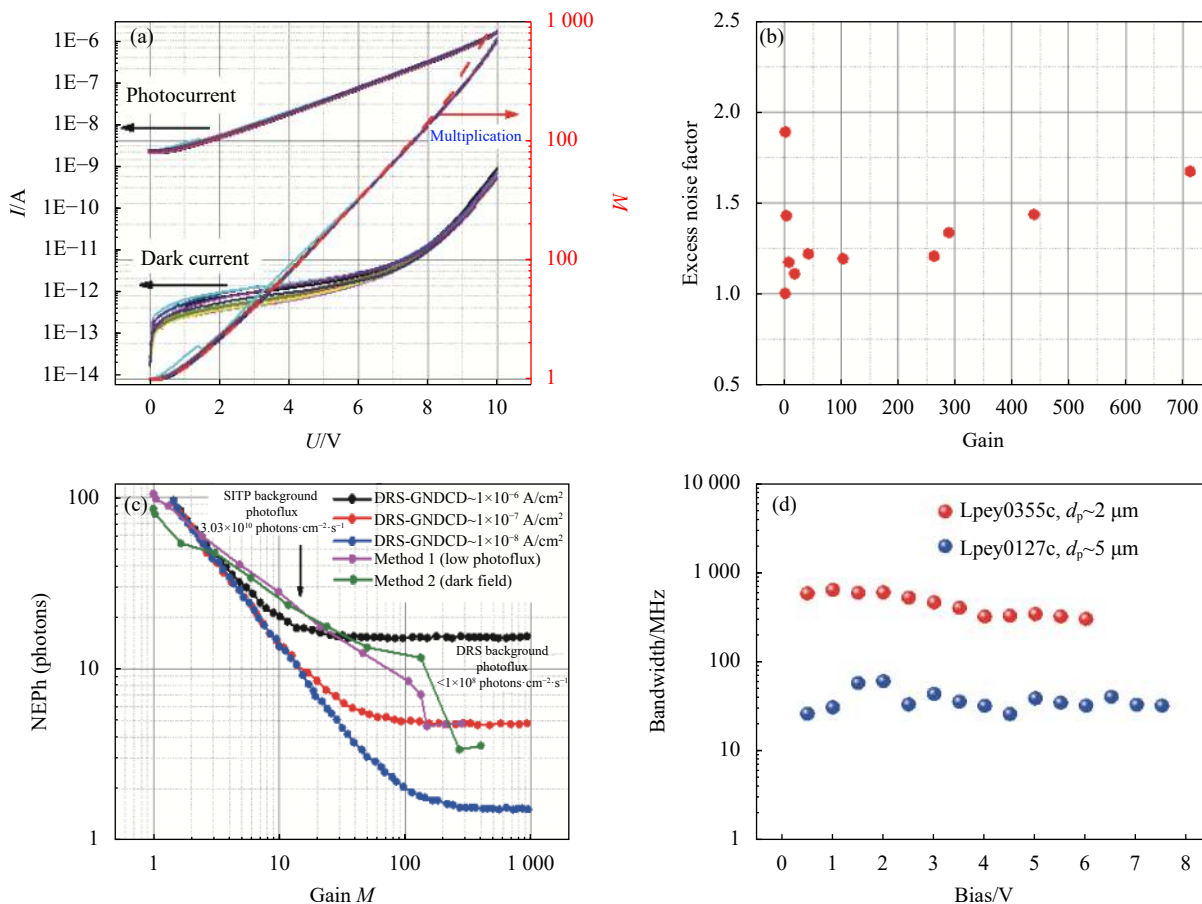 (a)
1E−6
1E−7
1E−8
1E−9
1E−10
1E−11
1E−12
1E−13
1E−14
I/A
Photocurrent
Dark current
Multiplication
1 000
100
100
1
M
0 2 4 6 8 10
U/V
(b)
2.5
2.0
1.5
1.0
0.5
Excess noise factor
0 100 200 300 400 500 600 700
Gain
(c)
100
10
1
NEPh (photons)
SITP background
photoflux
3.03×10¹⁰ photons·cm⁻²·s⁻¹
DRS-GNDCD~1×10⁻⁶ A/cm²
DRS-GNDCD~1×10⁻⁷ A/cm²
DRS-GNDCD~1×10⁻⁸ A/cm²
Method 1 (low photoflux)
Method 2 (dark field)
DRS background
photoflux
<1×10⁸ photons·cm⁻²·s⁻¹
1 10 100 1 000
Gain M
(d)
10 000
1 000
100
10
1
Bandwidth/MHz
Lpey0355c, dₚ~2 μm
Lpey0127c, dₚ~5 μm
0 1 2 3 4 5 6 7 8
Bias/V